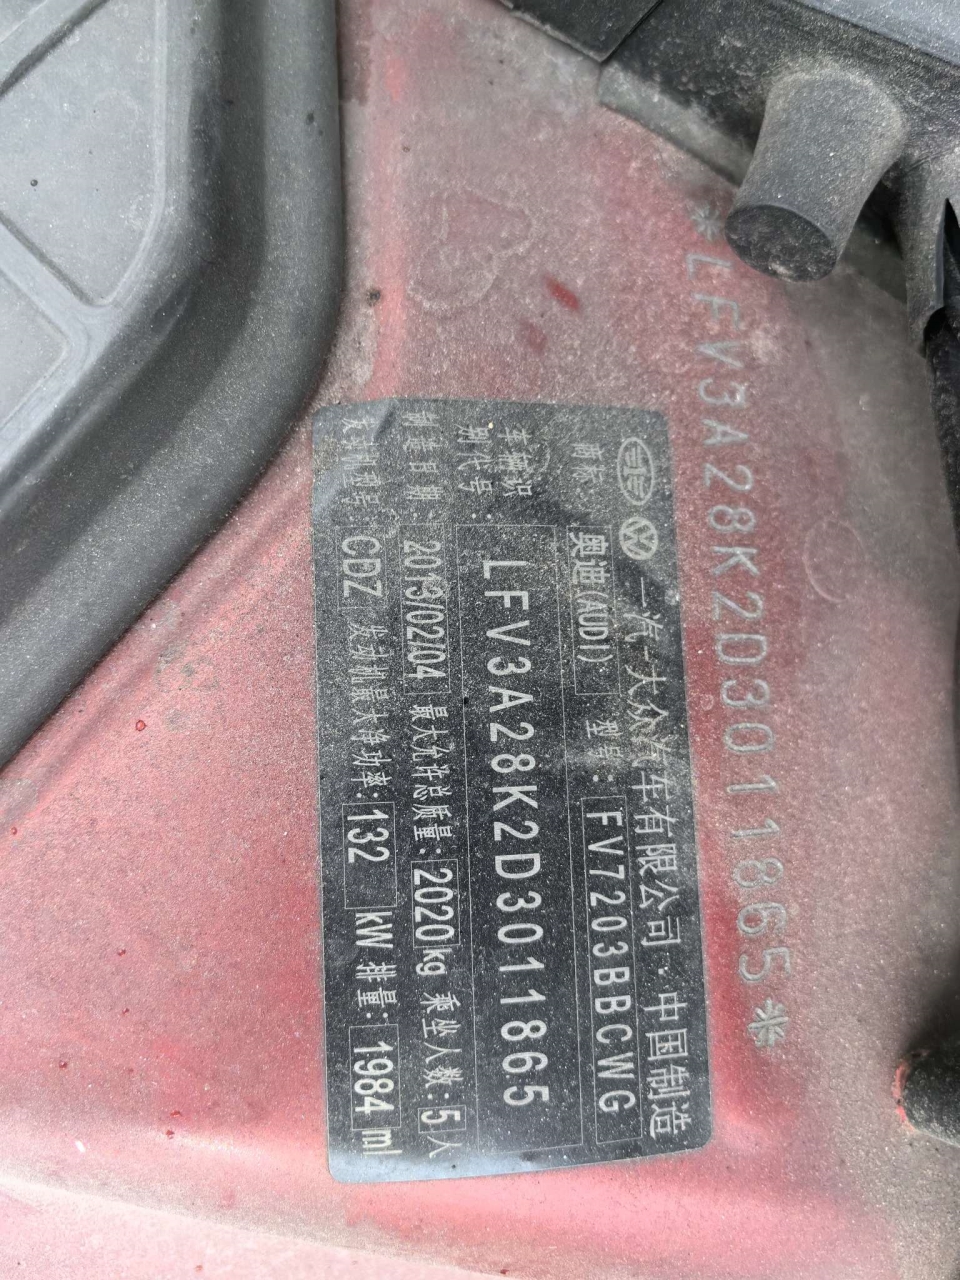 *LFV3A28K2D3011865*
一汽-大众汽车有限公司·中国制造
商标: 奥迪(AUDI) 型号: FV7203BBCWG
车辆识别代号 LFV3A28K2D3011865
制造日期: 2013/02/04 最大允许总质量: 2020kg 乘坐人数: 5人
发动机型号 CDZ 发动机最大净功率: 132 kW 排量: 1984 ml